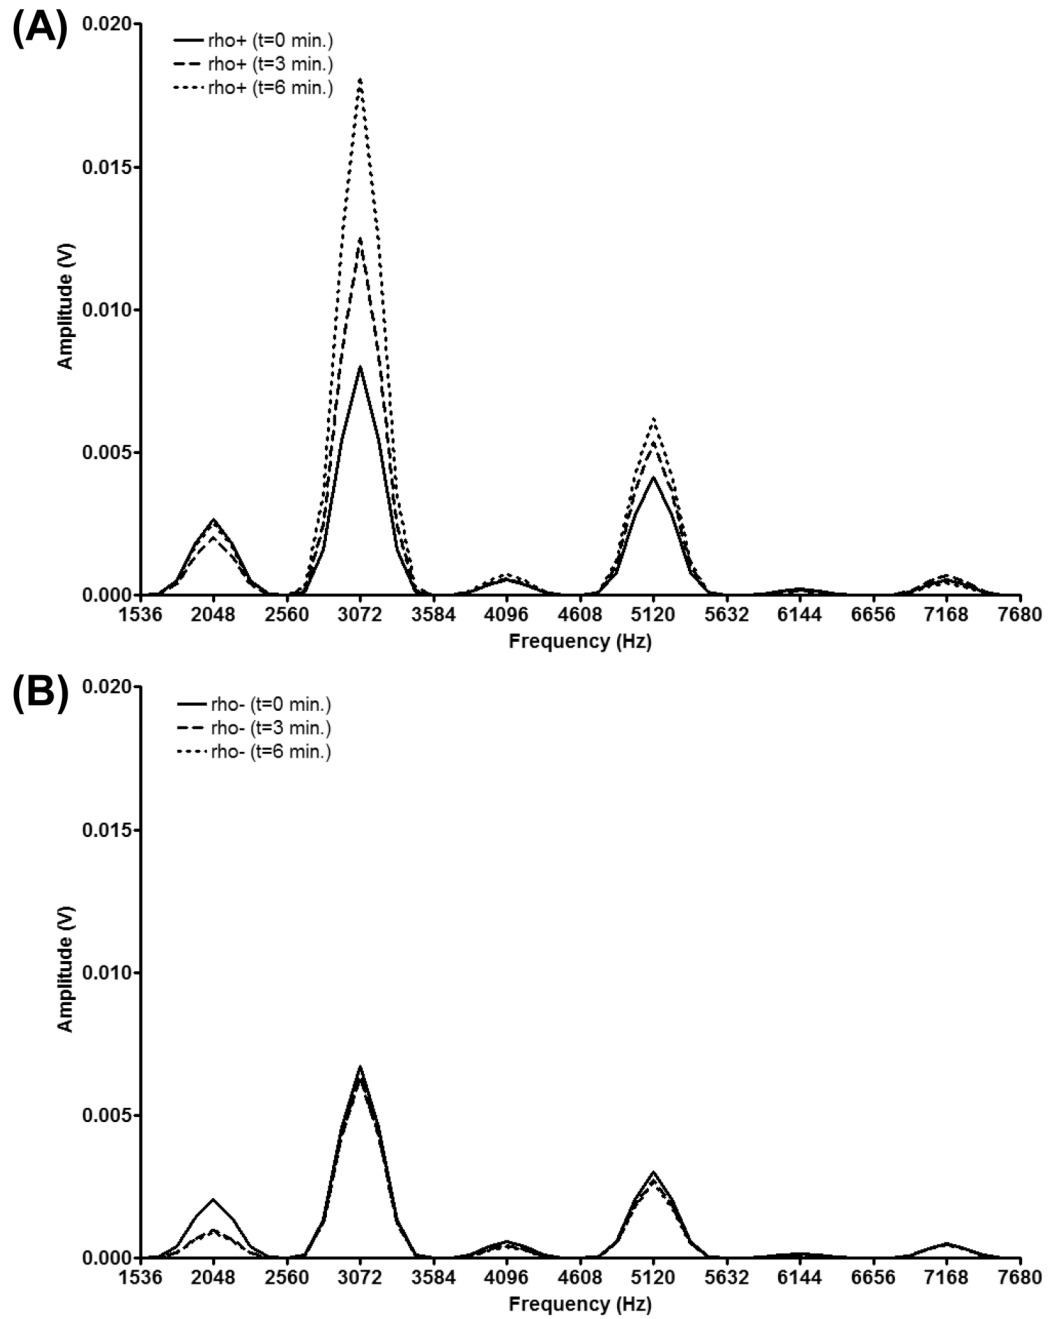 (A)
0.020
rho+ (t=0 min.)
rho+ (t=3 min.)
rho+ (t=6 min.)
0.015
0.010
0.005
0.000
Amplitude (V)
1536 2048 2560 3072 3584 4096 4608 5120 5632 6144 6656 7168 7680
Frequency (Hz)
(B)
0.020
rho- (t=0 min.)
rho- (t=3 min.)
rho- (t=6 min.)
0.015
0.010
0.005
0.000
Amplitude (V)
1536 2048 2560 3072 3584 4096 4608 5120 5632 6144 6656 7168 7680
Frequency (Hz)